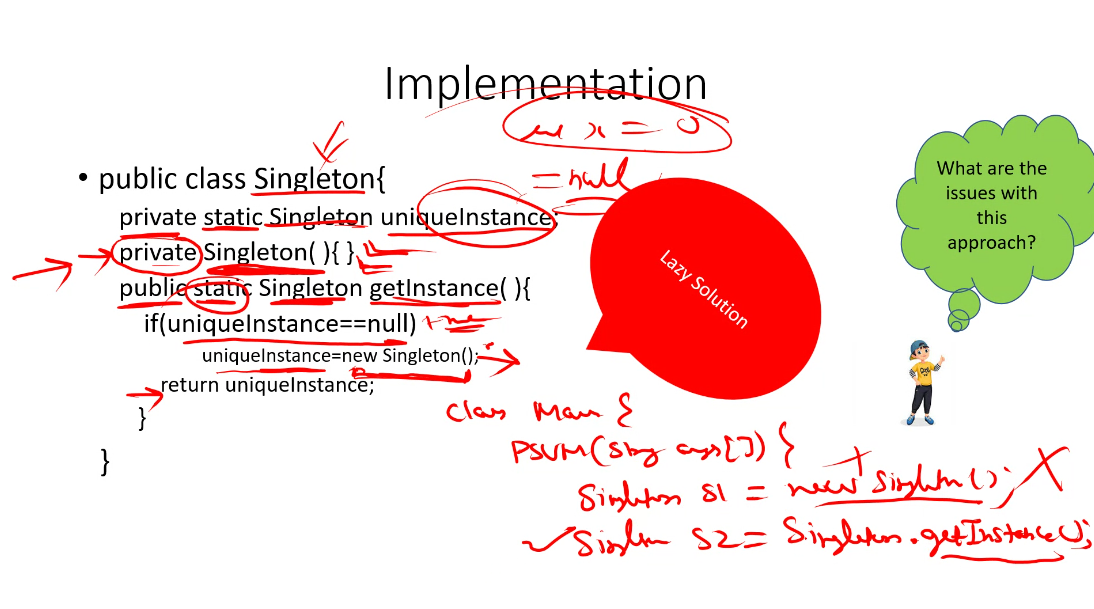 Implementation
int x = 0
• public class Singleton{
= null
private static Singleton uniqueInstance;
private Singleton( ){ }
public static Singleton getInstance( ){
if(uniqueInstance==null) true
uniqueInstance=new Singleton();
return uniqueInstance;
}
}
Lazy Solution
What are the
issues with
this
approach?
class Main {
PSVM(String args[]) {
Singleton S1 = new Singleton();
Singleton S2 = Singleton.getInstance();